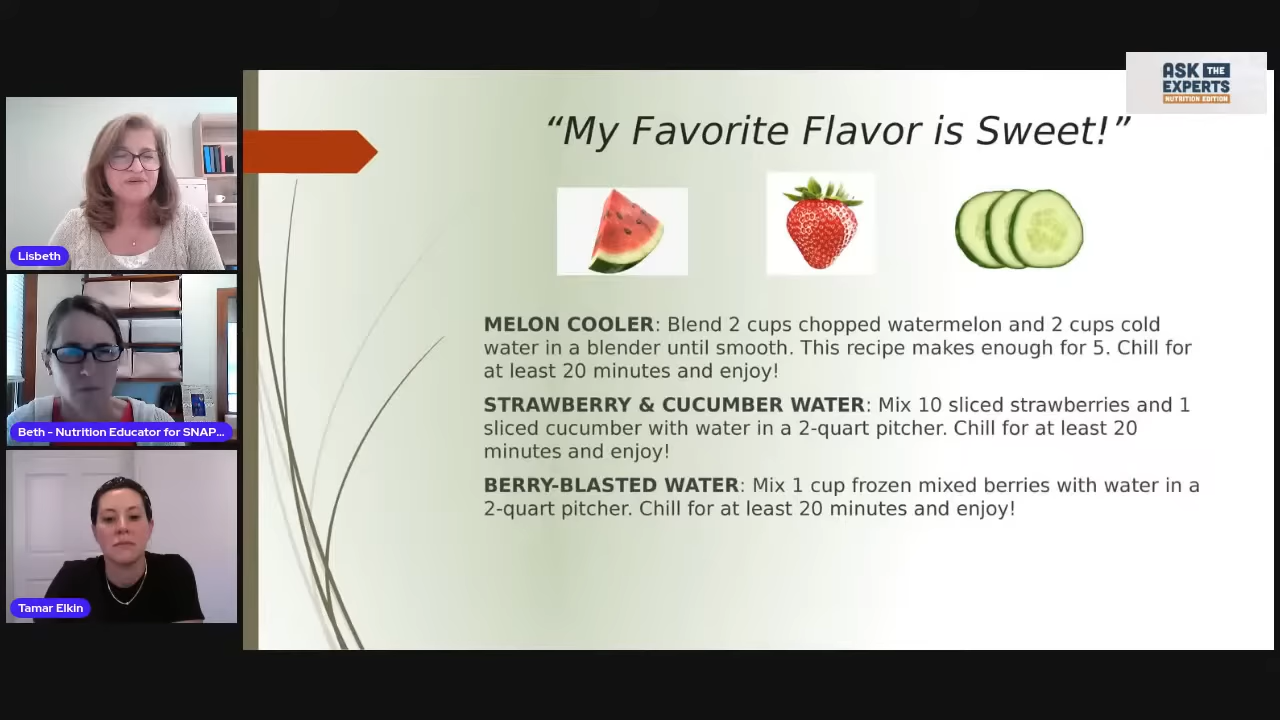 ASK THE
EXPERTS
NUTRITION EDITION
“My Favorite Flavor is Sweet!”
MELON COOLER: Blend 2 cups chopped watermelon and 2 cups cold
water in a blender until smooth. This recipe makes enough for 5. Chill for
at least 20 minutes and enjoy!
STRAWBERRY & CUCUMBER WATER: Mix 10 sliced strawberries and 1
sliced cucumber with water in a 2-quart pitcher. Chill for at least 20
minutes and enjoy!
BERRY-BLASTED WATER: Mix 1 cup frozen mixed berries with water in a
2-quart pitcher. Chill for at least 20 minutes and enjoy!
Lisbeth
Beth - Nutrition Educator for SNAP...
Tamar Elkin